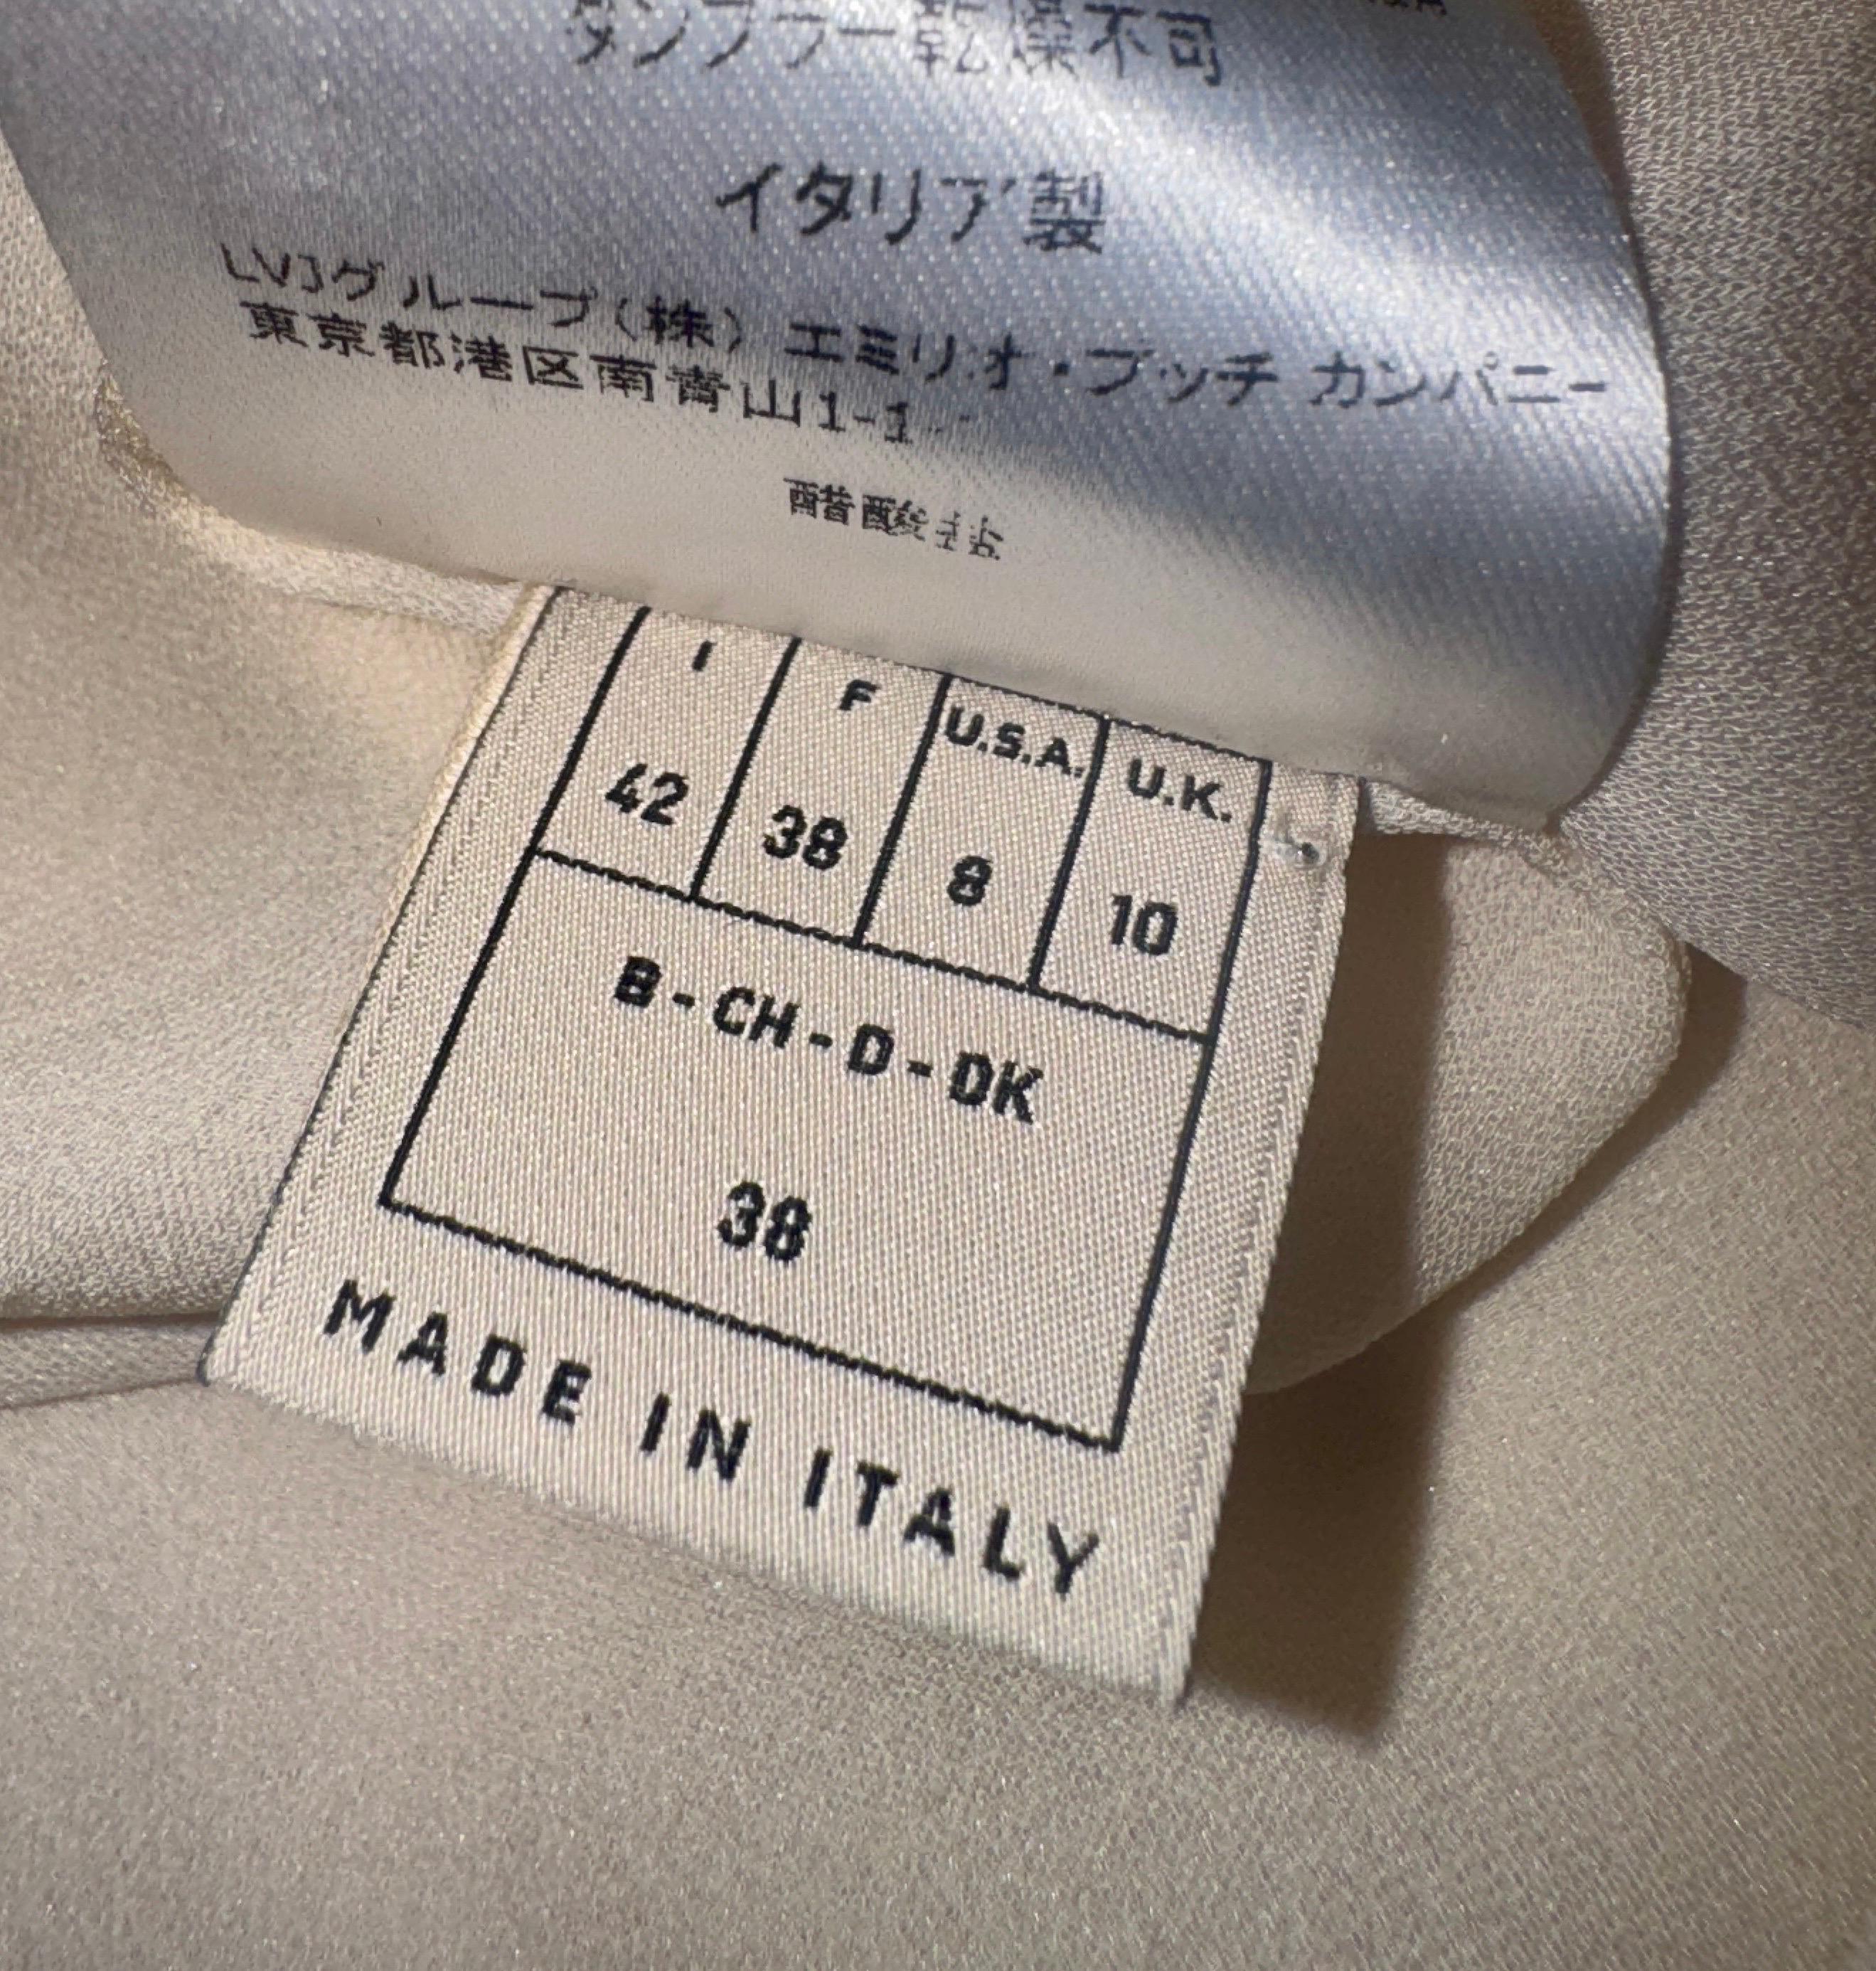 タンブラー乾燥不可
イタリア製
LVJグループ(株) エミリオ・プッチ カンパニー
東京都港区南青山1-1-
醋酸
I F U.S.A. U.K.
42 38 8 10
B - CH - D - DK
38
MADE IN ITALY